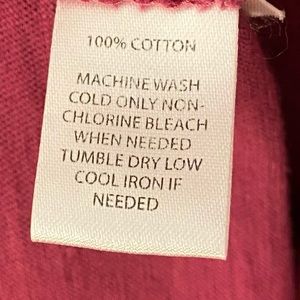 100% COTTON
MACHINE WASH
COLD ONLY NON-
CHLORINE BLEACH
WHEN NEEDED
TUMBLE DRY LOW
COOL IRON IF
NEEDED